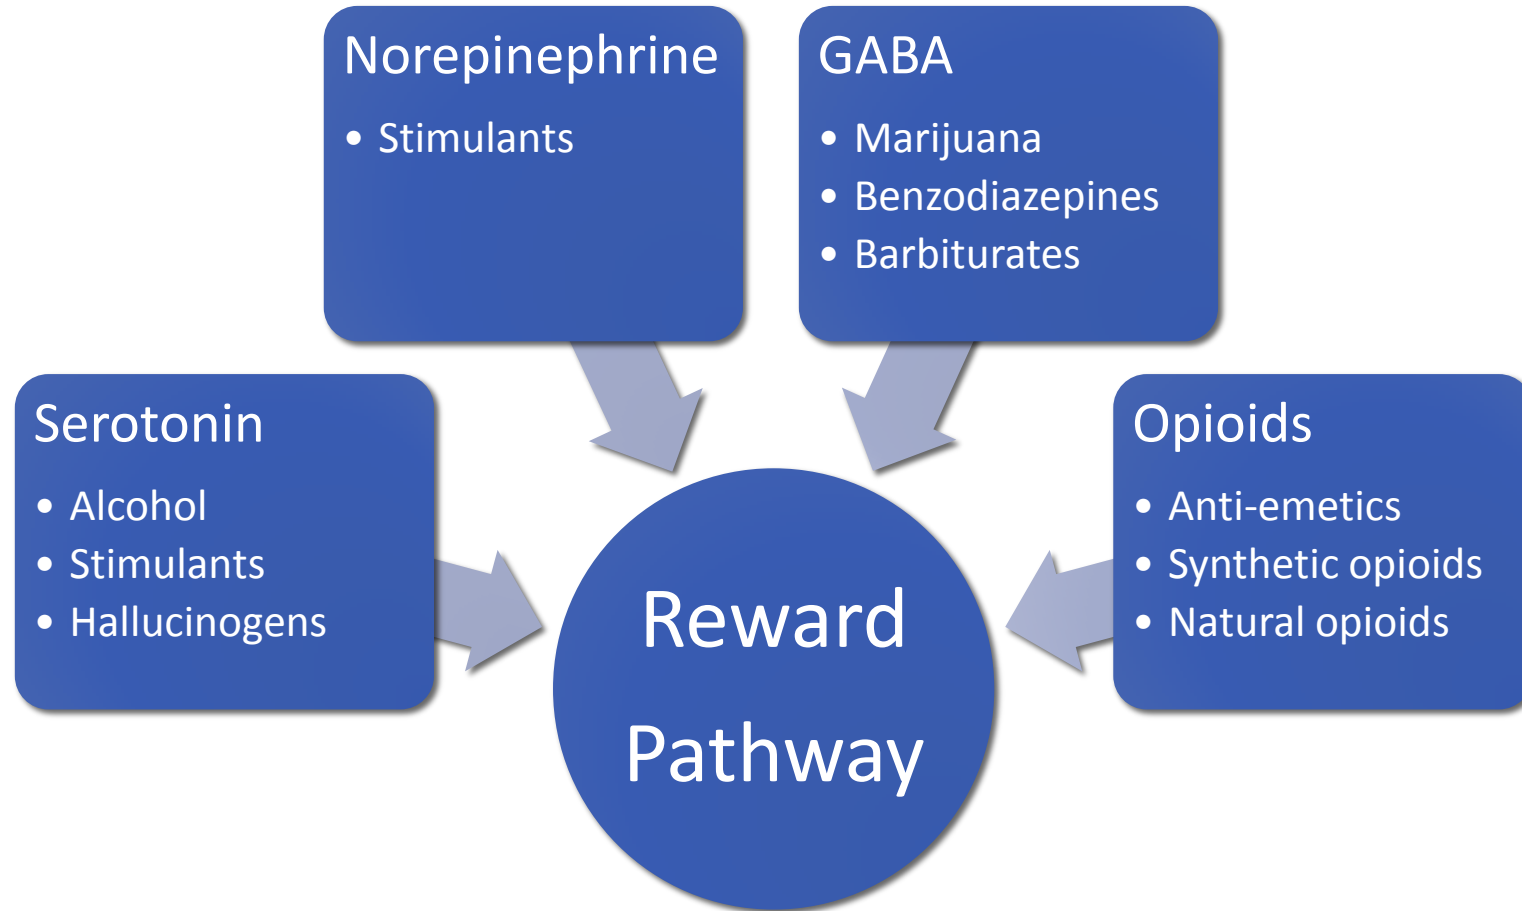 Norepinephrine
• Stimulants
GABA
• Marijuana
• Benzodiazepines
• Barbiturates
Serotonin
• Alcohol
• Stimulants
• Hallucinogens
Opioids
• Anti-emetics
• Synthetic opioids
• Natural opioids
Reward
Pathway